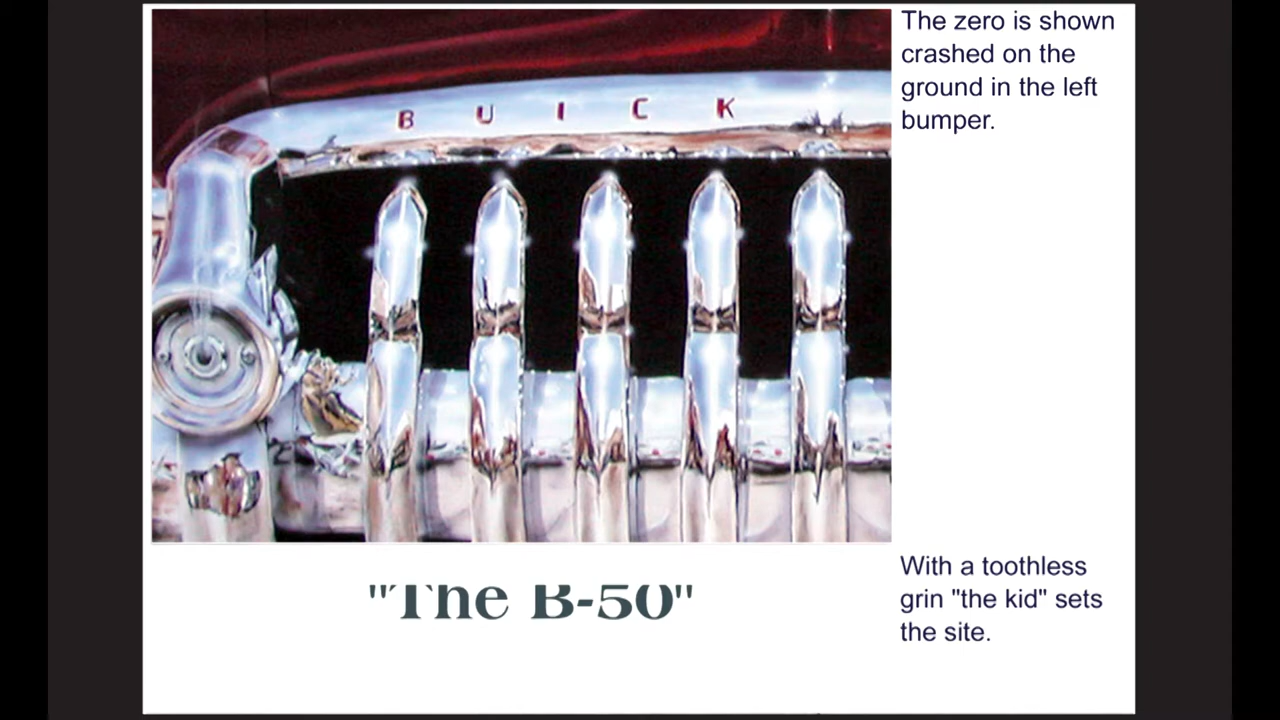 The zero is shown
crashed on the
ground in the left
bumper.
B U I C K
"The B-50"
With a toothless
grin "the kid" sets
the site.